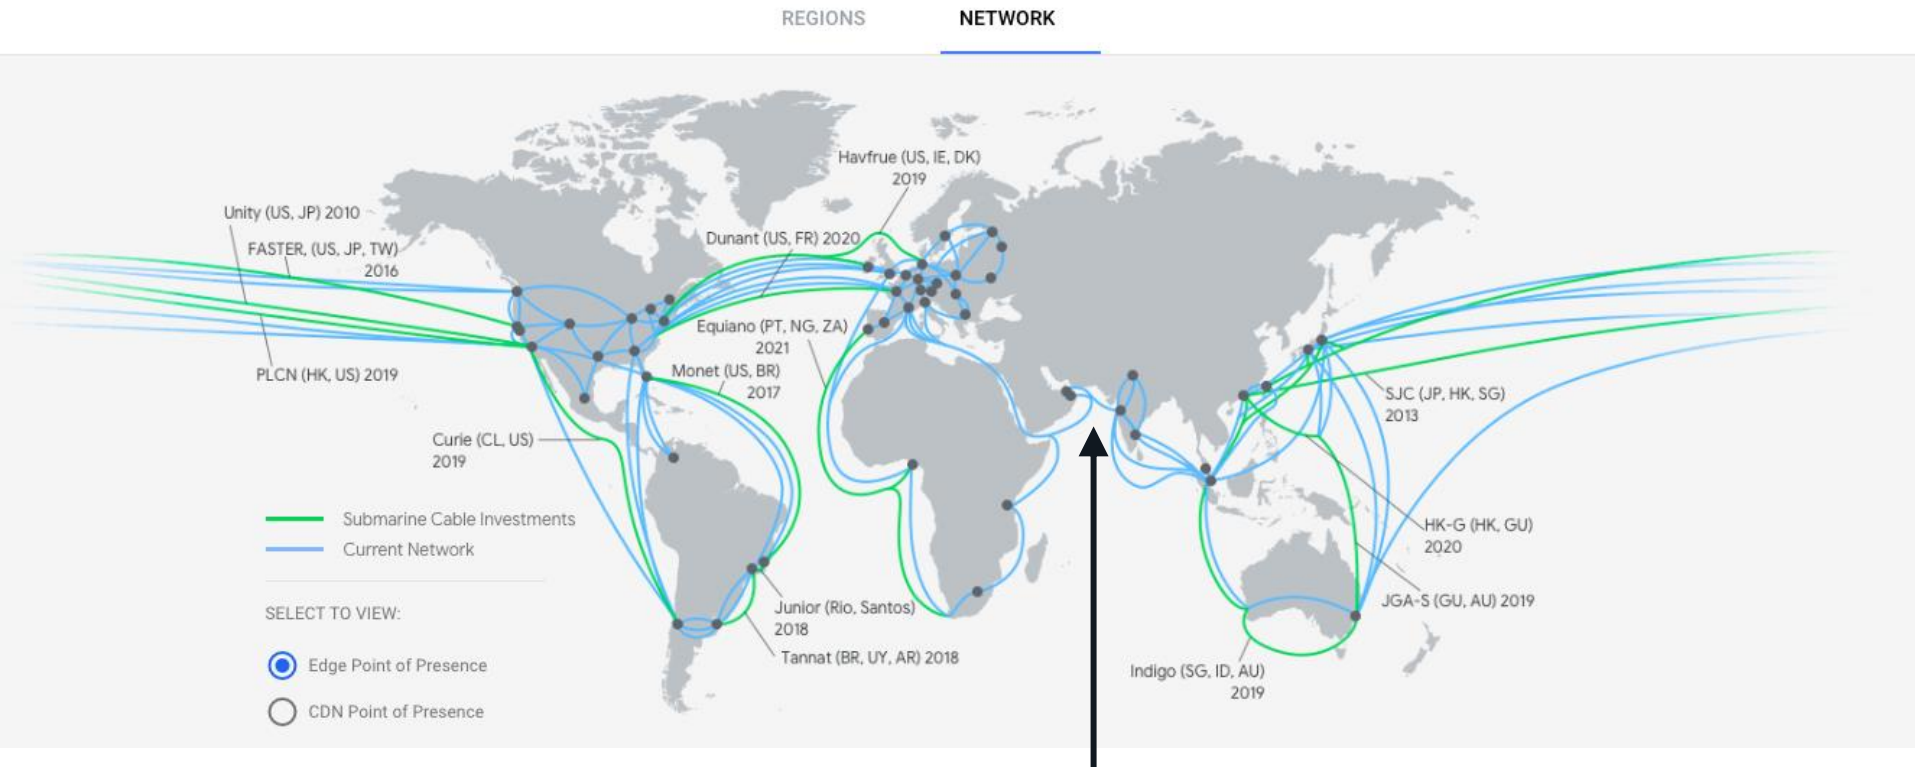 REGIONS
NETWORK
Havfrue (US, IE, DK)
2019
Unity (US, JP) 2010
FASTER, (US, JP, TW)
2016
Dunant (US, FR) 2020
Equiano (PT, NG, ZA)
2021
PLCN (HK, US) 2019
Monet (US, BR)
2017
SJC (JP, HK, SG)
2013
Curie (CL, US)
2019
Submarine Cable Investments
Current Network
HK-G (HK, GU)
2020
JGA-S (GU, AU) 2019
SELECT TO VIEW:
Junior (Rio, Santos)
2018
Tannat (BR, UY, AR) 2018
Indigo (SG, ID, AU)
2019
Edge Point of Presence
CDN Point of Presence